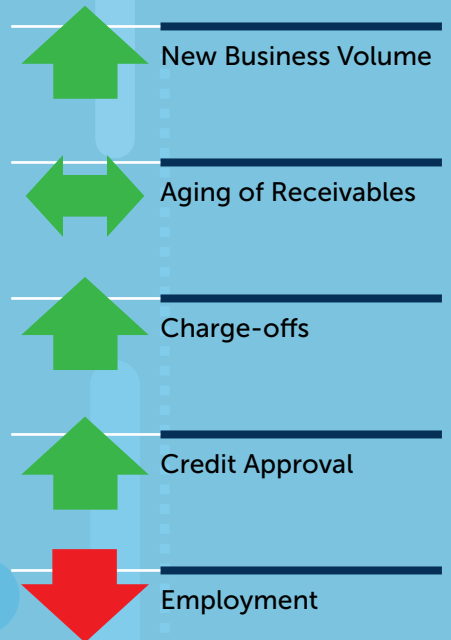 New Business Volume
Aging of Receivables
Charge-offs
Credit Approval
Employment